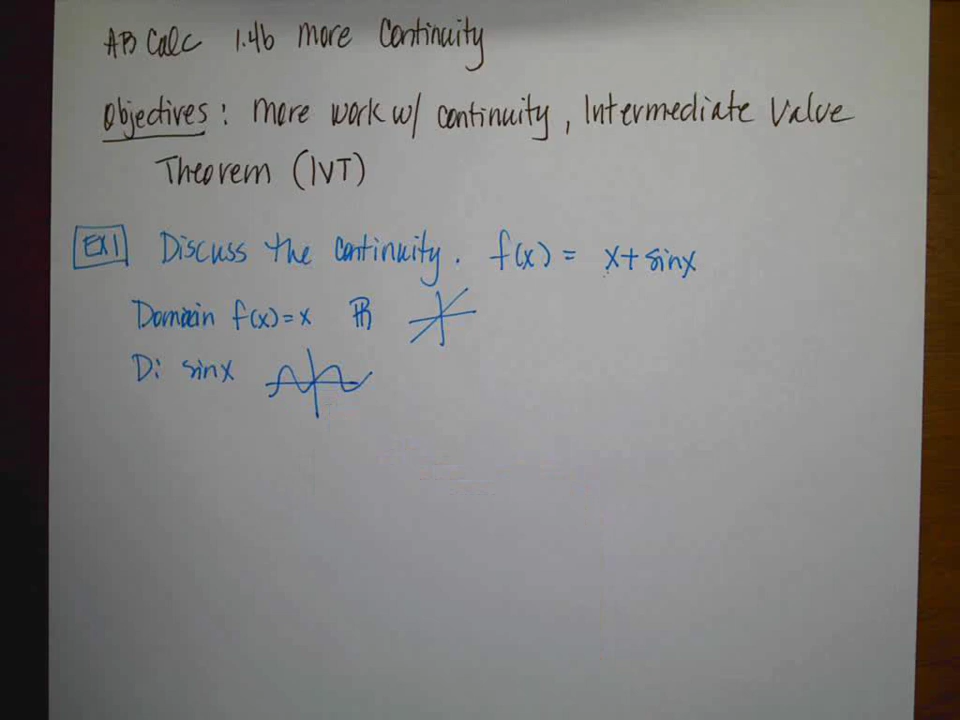 AB Calc 1.4b more Continuity
Objectives: More work w/ continuity, Intermediate Value
Theorem (IVT)
EX1 Discuss the continuity. f(x) = x + sinx
Domain f(x)=x ℝ
D: sinx